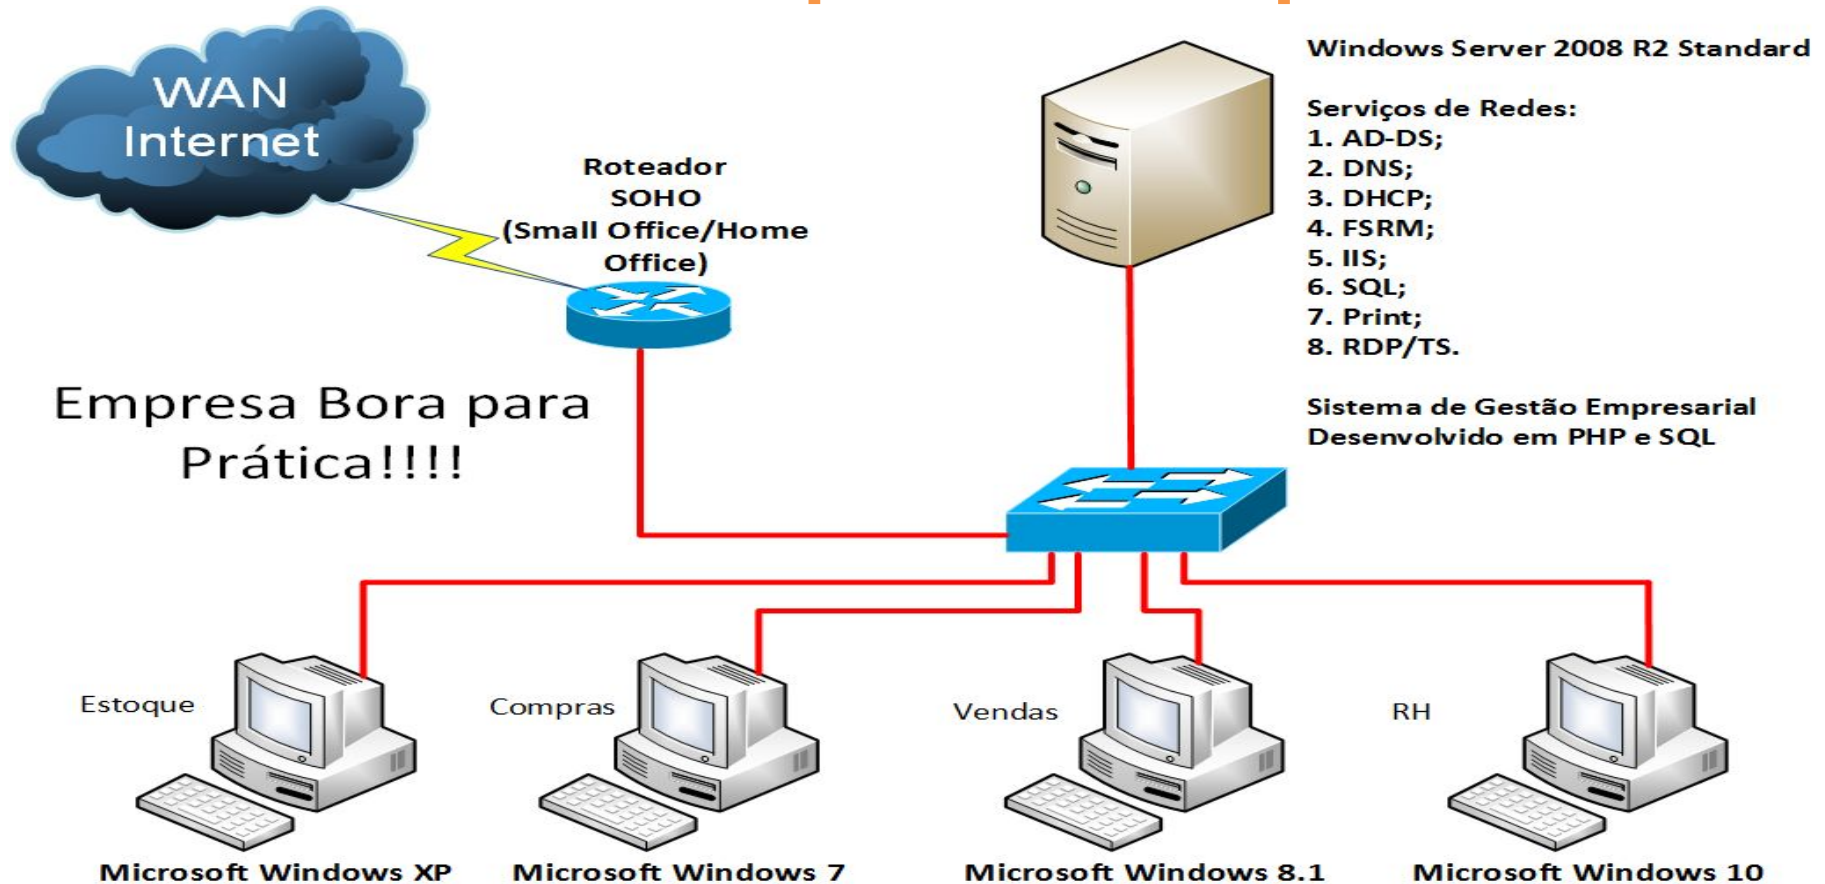 WAN
Internet
Roteador
SOHO
(Small Office/Home
Office)
Windows Server 2008 R2 Standard
Serviços de Redes:
1. AD-DS;
2. DNS;
3. DHCP;
4. FSRM;
5. IIS;
6. SQL;
7. Print;
8. RDP/TS.
Sistema de Gestão Empresarial
Desenvolvido em PHP e SQL
Empresa Bora para
Prática!!!!
Estoque
Compras
Vendas
RH
Microsoft Windows XP
Microsoft Windows 7
Microsoft Windows 8.1
Microsoft Windows 10